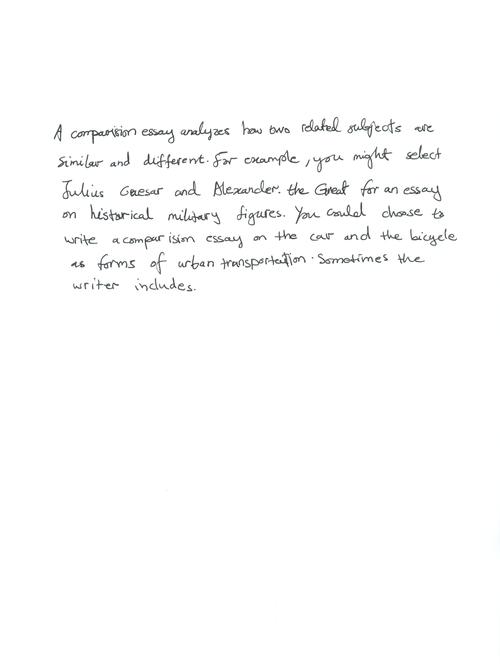 A comparision essay analyzes how two related subjects are
similar and different. For example, you might select
Julius Caesar and Alexander. the Great for an essay
on historical military figures. You could choose to
write a comparision essay on the car and the bicycle
as forms of urban transportation. Sometimes the
writer includes.